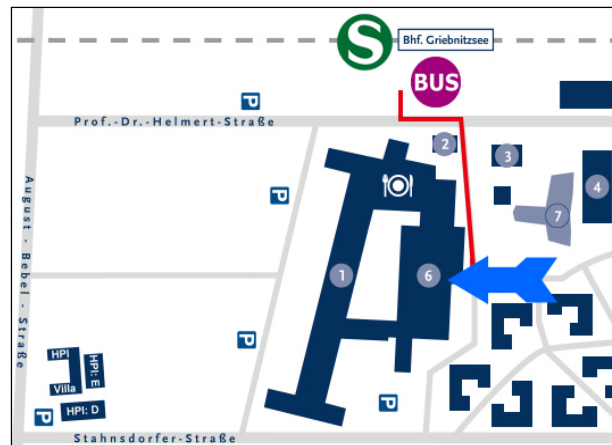 S
Bhf. Griebnitzsee
BUS
P
Prof.-Dr.-Helmert-Straße
2
3
4
P
7
August-Bebel-Straße
1
6
P
HPI
HPI: E
Villa
HPI: D
P
P
Stahnsdorfer-Straße